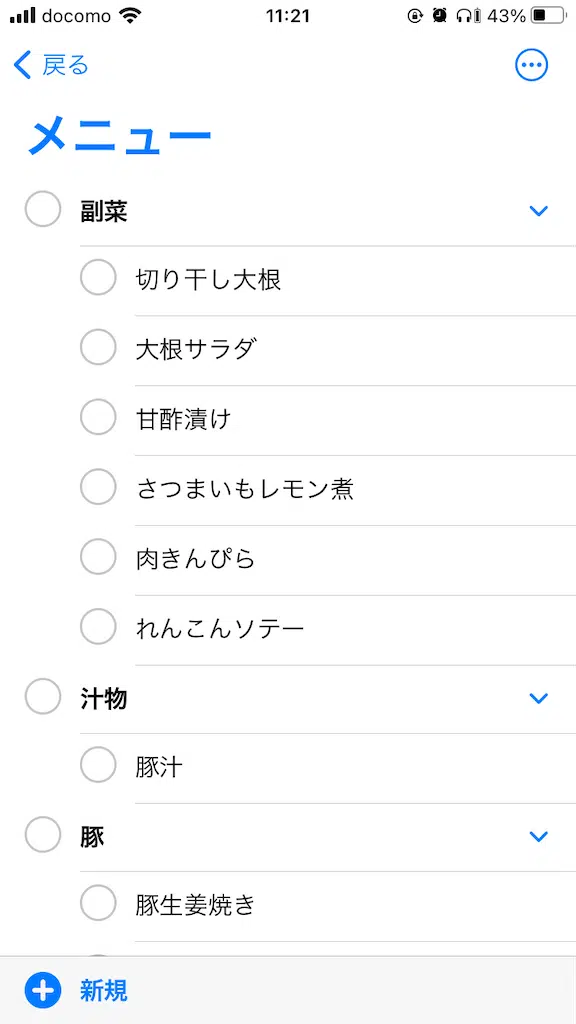 docomo 11:21 43%
戻る
メニュー
副菜
切り干し大根
大根サラダ
甘酢漬け
さつまいもレモン煮
肉きんぴら
れんこんソテー
汁物
豚汁
豚
豚生姜焼き
新規